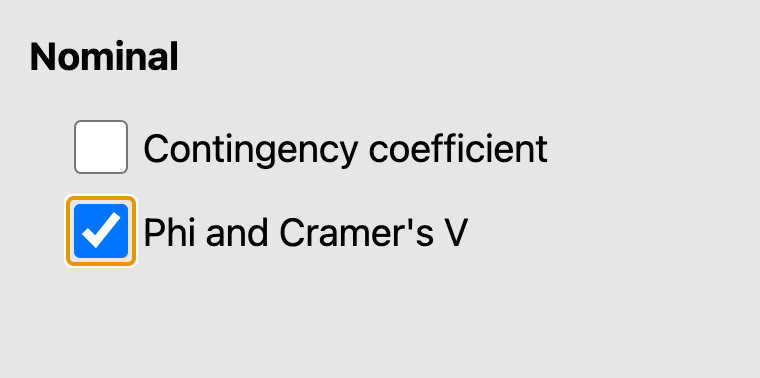 Nominal
Contingency coefficient
Phi and Cramer's V